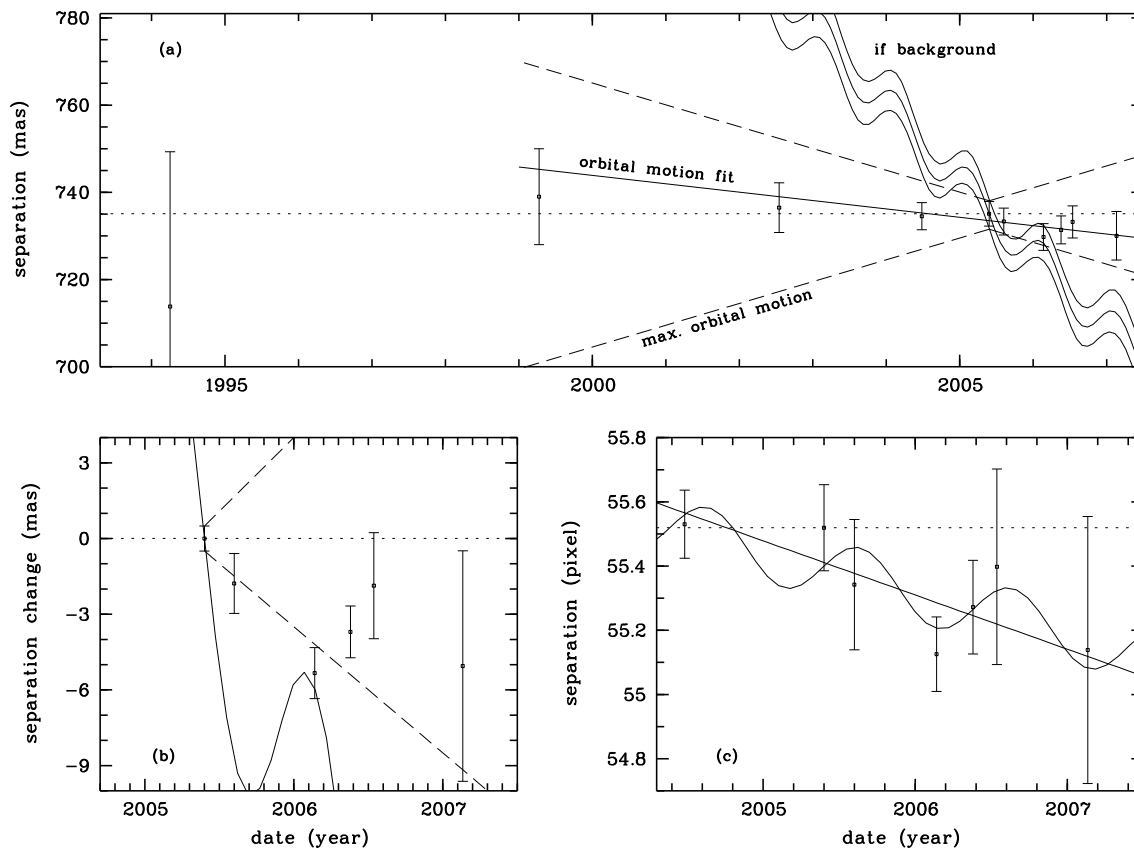 780
760
740
720
700
separation (mas)
(a)
if background
orbital motion fit
max. orbital motion
1995
2000
2005
3
0
-3
-6
-9
separation change (mas)
(b)
2005
2006
2007
date (year)
55.8
55.6
55.4
55.2
55
54.8
separation (pixel)
(c)
2005
2006
2007
date (year)